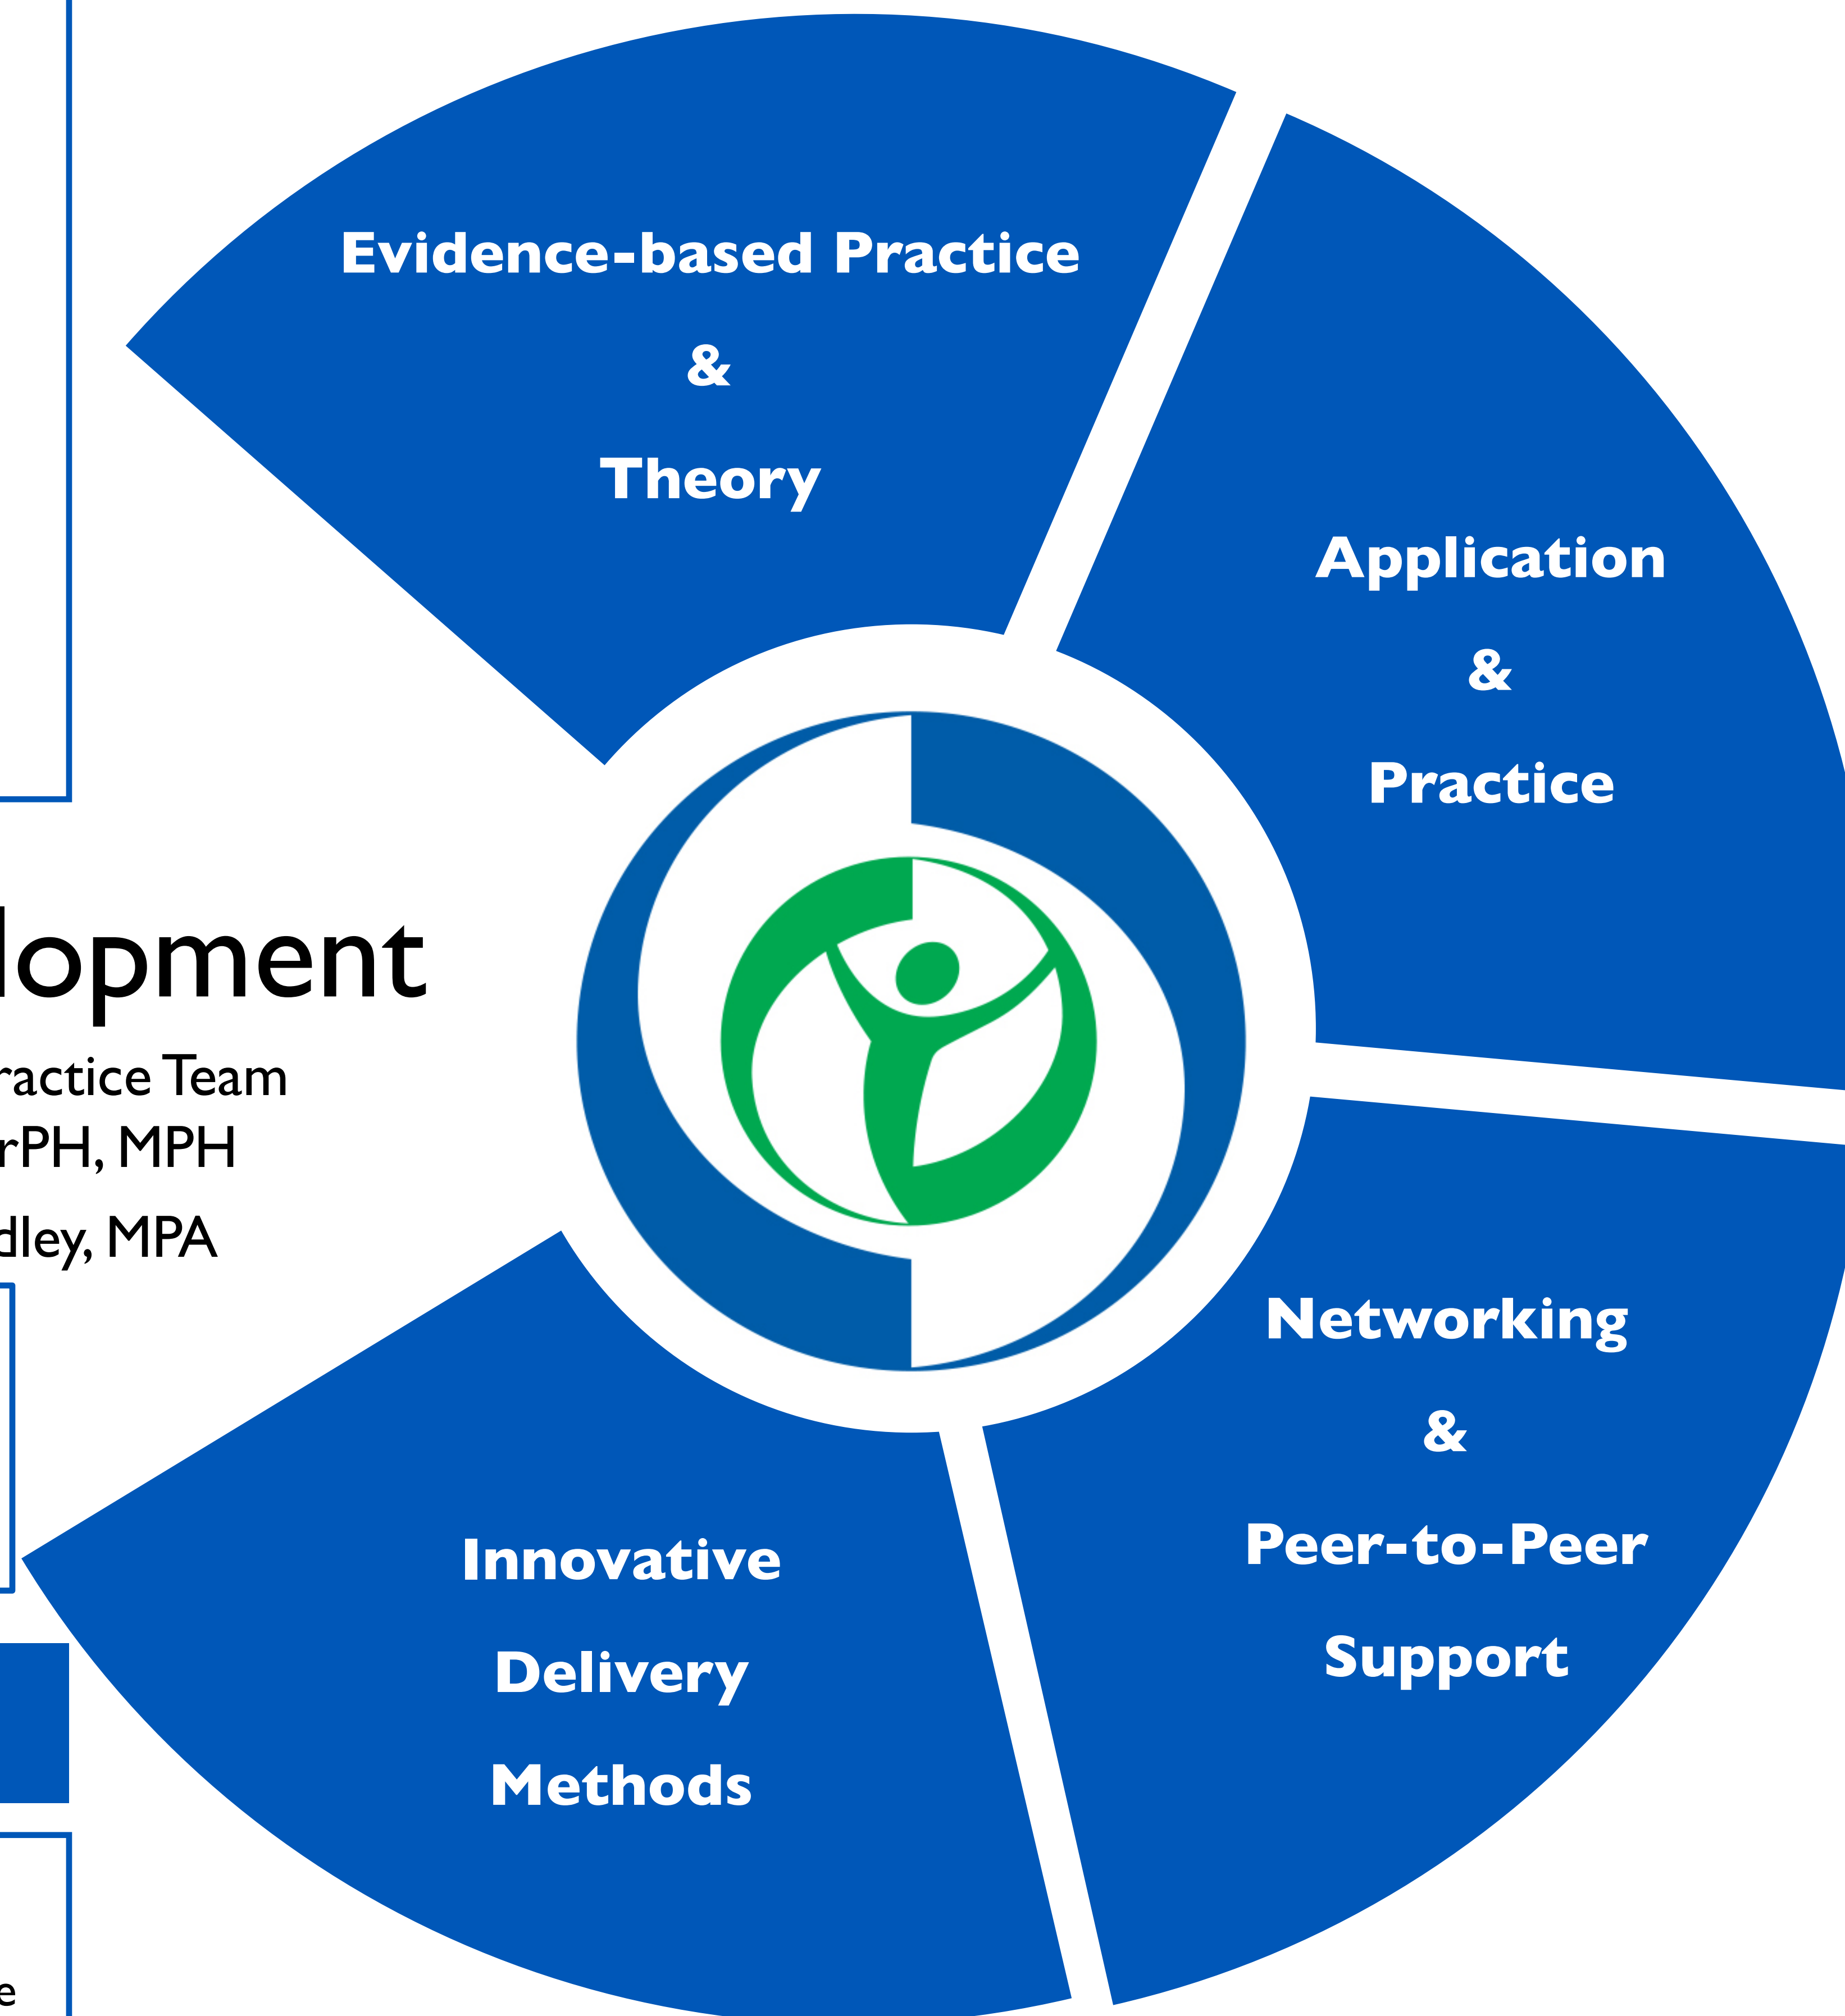 Evidence-based Practice
&
Theory
Application
&
Practice
Networking
&
Peer-to-Peer
Support
Innovative
Delivery
Methods
lopment
ractice Team
rPH, MPH
dley, MPA
e